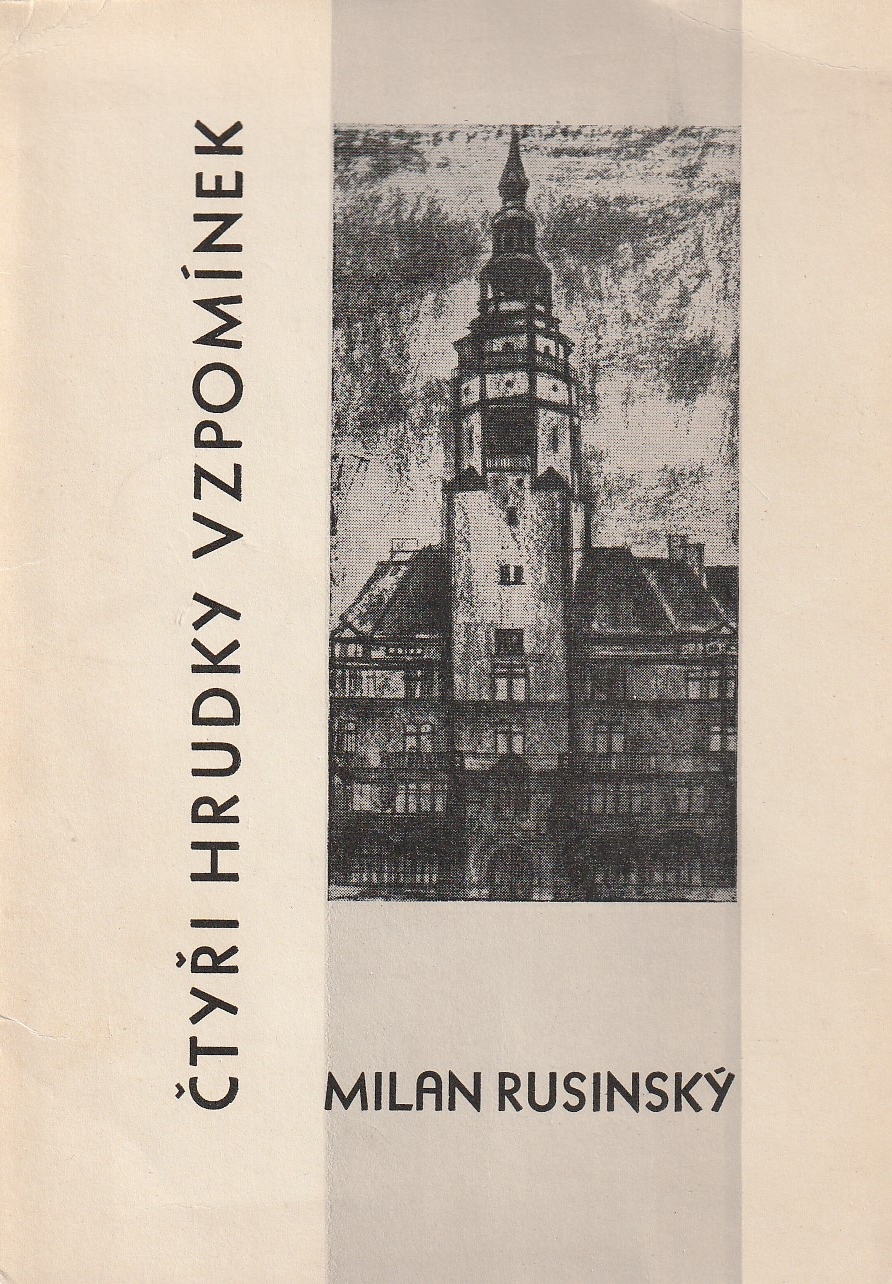 ČTYŘI HRUDKY VZPOMÍNEK
MILAN RUSINSKÝ